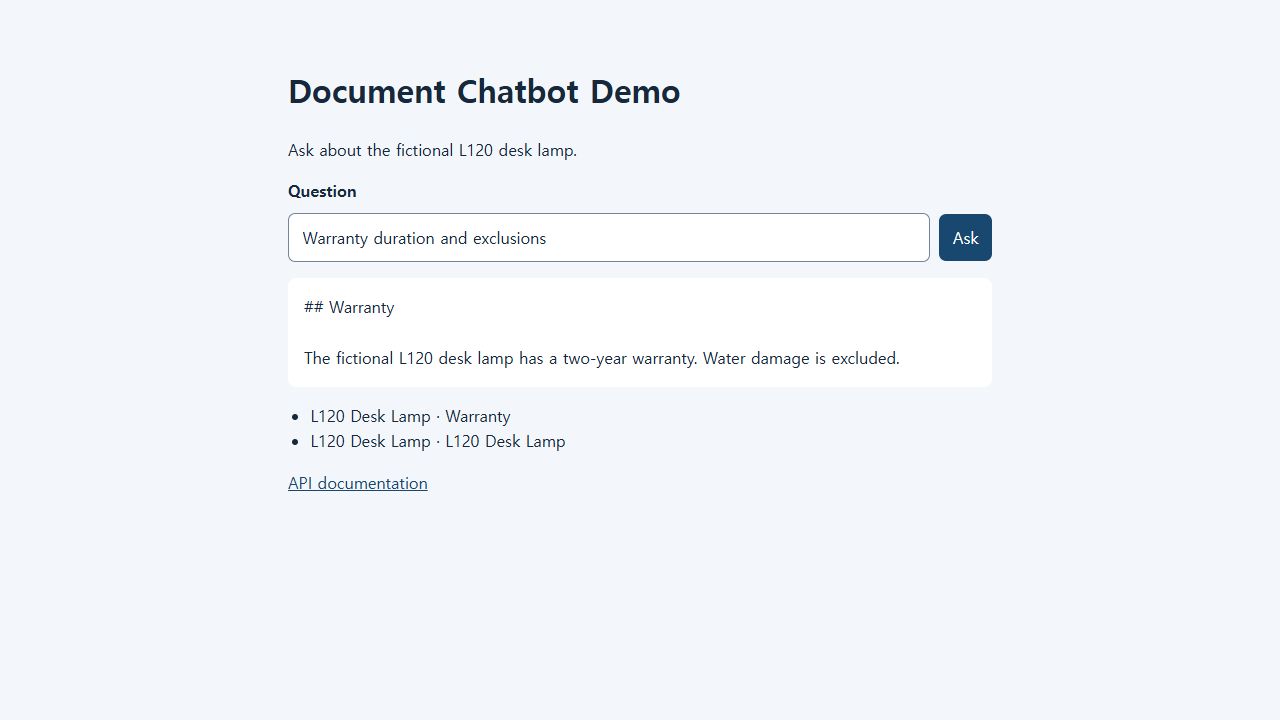 Document Chatbot Demo
Ask about the fictional L120 desk lamp.
Question
Warranty duration and exclusions
Ask
## Warranty
The fictional L120 desk lamp has a two-year warranty. Water damage is excluded.
• L120 Desk Lamp · Warranty
• L120 Desk Lamp · L120 Desk Lamp
API documentation